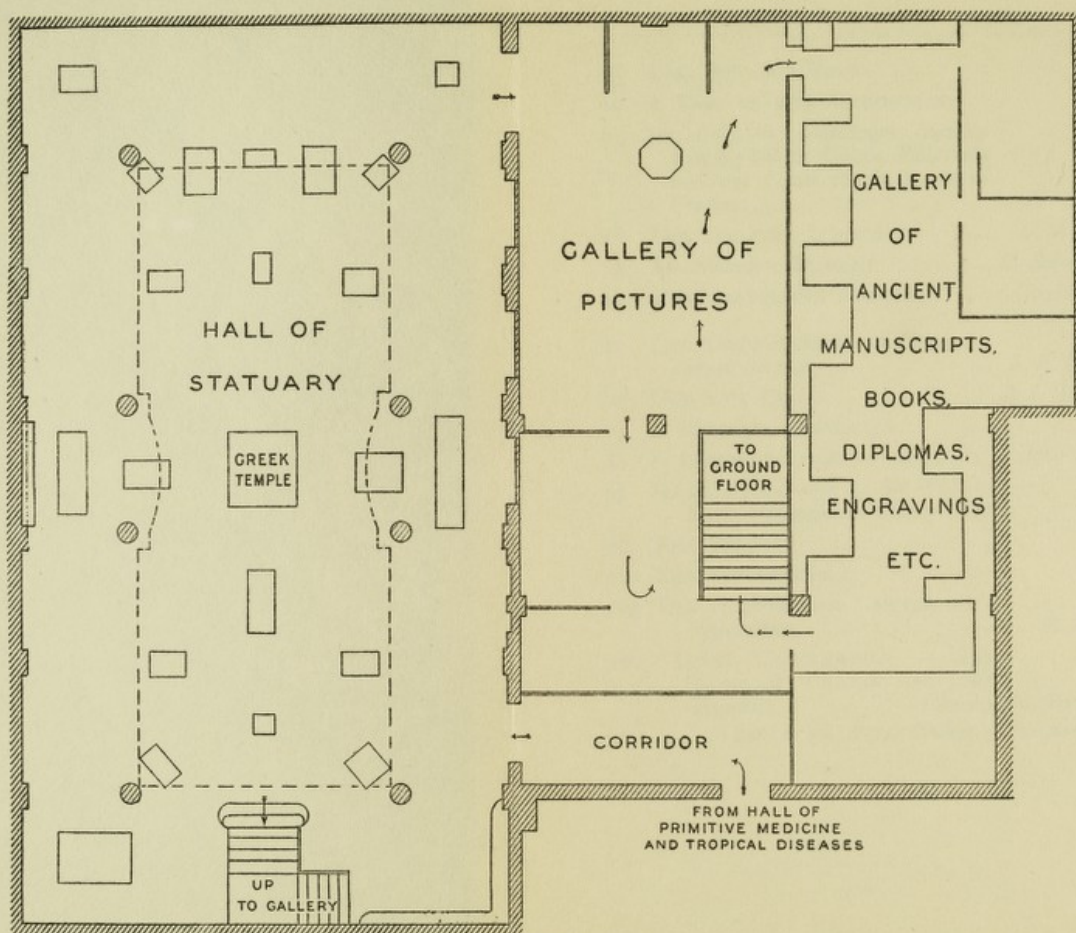 HALL OF
STATUARY
GREEK
TEMPLE
UP
TO GALLERY
GALLERY OF
PICTURES
TO
GROUND
FLOOR
CORRIDOR
FROM HALL OF
PRIMITIVE MEDICINE
AND TROPICAL DISEASES
GALLERY
OF
ANCIENT
MANUSCRIPTS,
BOOKS,
DIPLOMAS,
ENGRAVINGS
ETC.